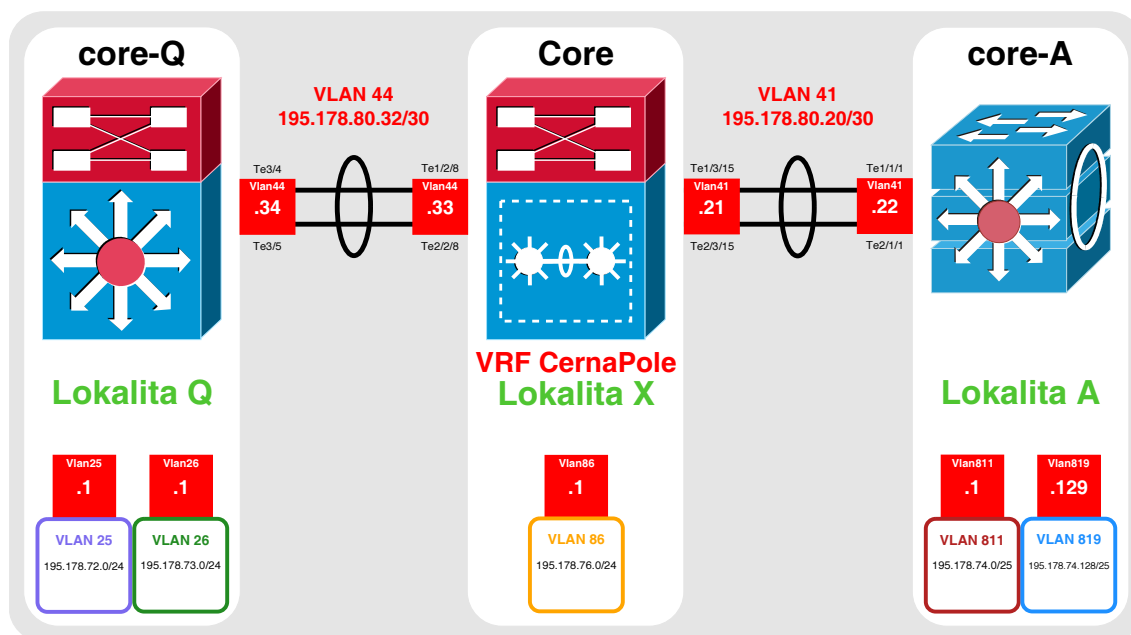 core-Q
Core
core-A
VLAN 44
195.178.80.32/30
VLAN 41
195.178.80.20/30
Te3/4
Vlan44
.34
Te3/5
Te1/2/8
Vlan44
.33
Te2/2/8
Te1/3/15
Vlan41
.21
Te2/3/15
Te1/1/1
Vlan41
.22
Te2/1/1
VRF CernaPole
Lokalita Q
Lokalita X
Lokalita A
Vlan25
.1
Vlan26
.1
Vlan86
.1
Vlan811
.1
Vlan819
.129
VLAN 25
195.178.72.0/24
VLAN 26
195.178.73.0/24
VLAN 86
195.178.76.0/24
VLAN 811
195.178.74.0/25
VLAN 819
195.178.74.128/25